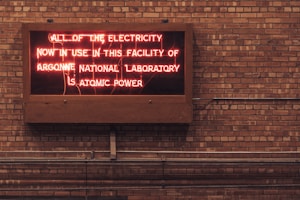 ALL OF THE ELECTRICITY
NOW IN USE IN THIS FACILITY OF
ARGONNE NATIONAL LABORATORY
IS ATOMIC POWER